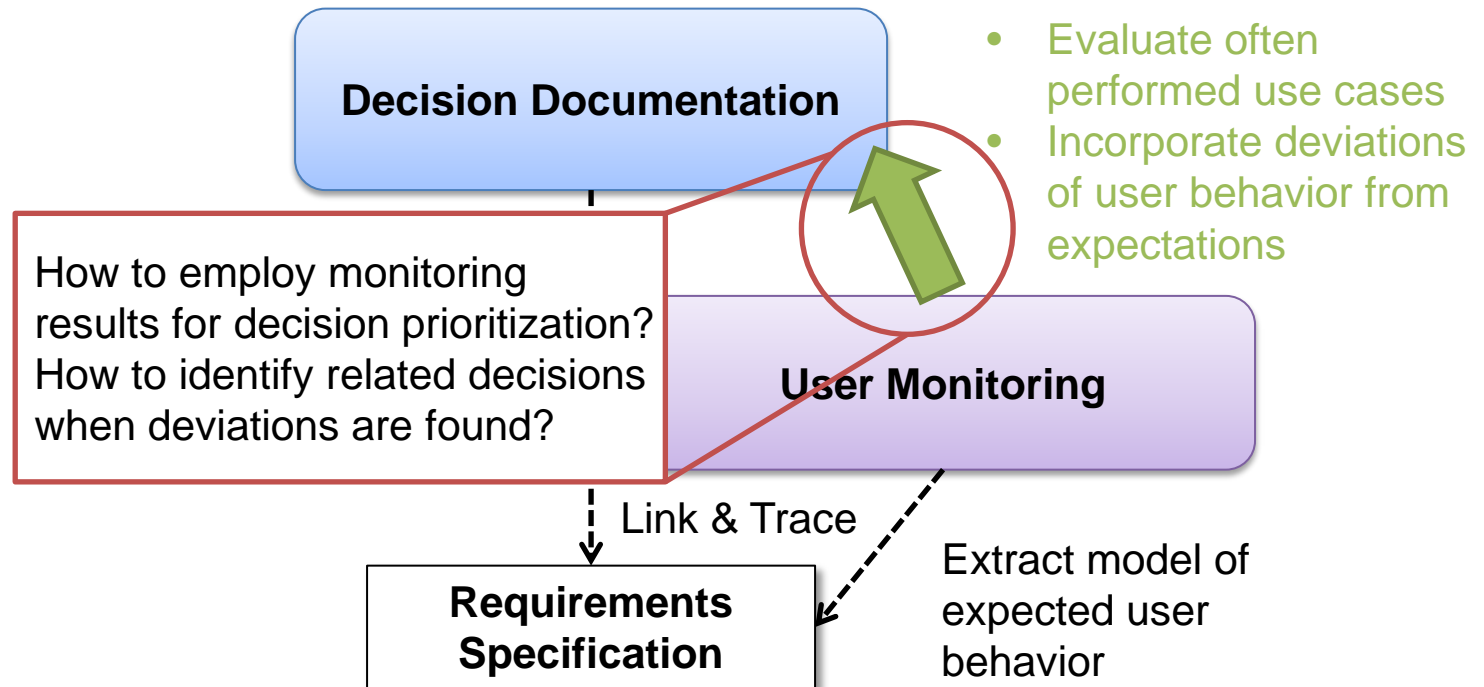 Decision Documentation
• Evaluate often
performed use cases
• Incorporate deviations
of user behavior from
expectations
How to employ monitoring
results for decision prioritization?
How to identify related decisions
when deviations are found?
User Monitoring
Link & Trace
Requirements
Specification
Extract model of
expected user
behavior